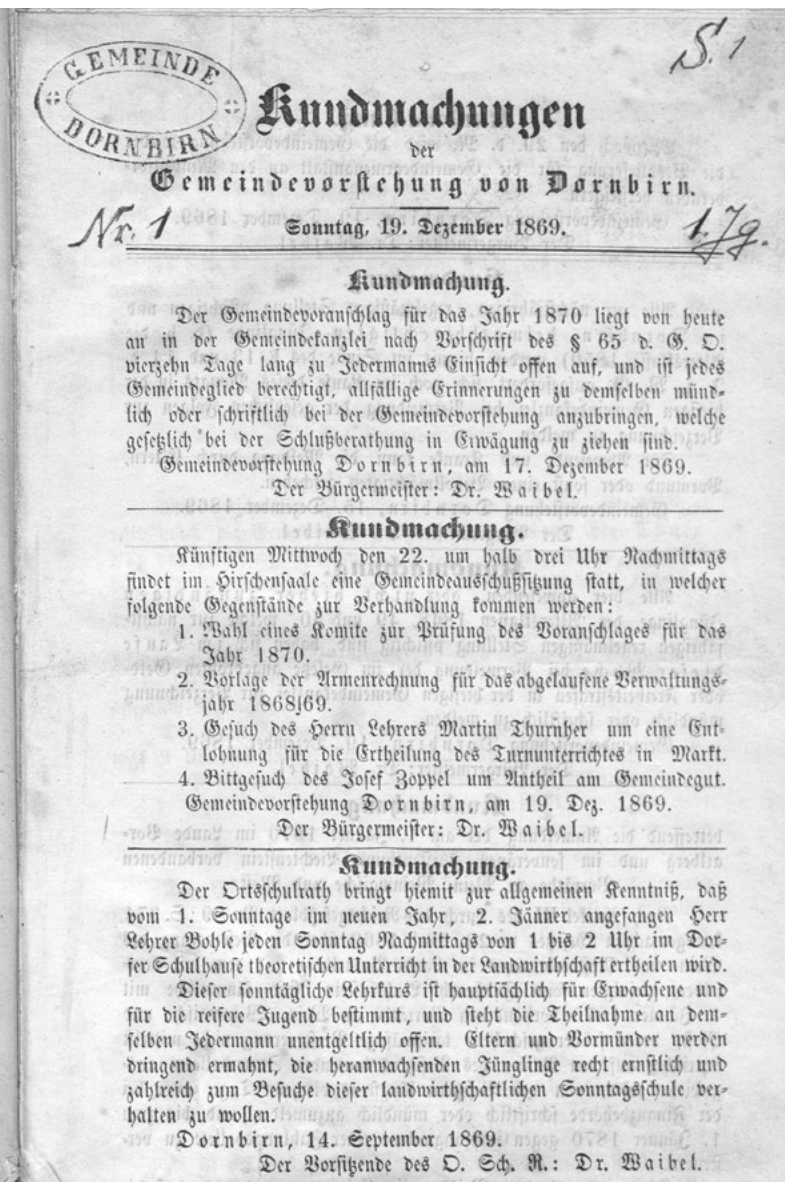 S. 1
GEMEINDE
DORNBIRN
Kundmachungen
der
Gemeindevorstehung von Dornbirn.
Nr. 1
Sonntag, 19. Dezember 1869.
1. Jg.
Kundmachung.
Der Gemeindevoranschlag für das Jahr 1870 liegt von heute
an in der Gemeindekanzlei nach Vorschrift des § 65 d. G. O.
vierzehn Tage lang zu Jedermanns Einsicht offen auf, und ist jedes
Gemeindeglied berechtigt, allfällige Erinnerungen zu demselben münd-
lich oder schriftlich bei der Gemeindevorstehung anzubringen, welche
gesetzlich bei der Schlußberathung in Erwägung zu ziehen sind.
Gemeindevorstehung Dornbirn, am 17. Dezember 1869.
Der Bürgermeister: Dr. Waibel.
Kundmachung.
Künftigen Mittwoch den 22. um halb drei Uhr Nachmittags
findet im Hirschensaale eine Gemeindeausschußsitzung statt, in welcher
folgende Gegenstände zur Verhandlung kommen werden:
1. Wahl eines Komite zur Prüfung des Voranschlages für das
Jahr 1870.
2. Vorlage der Armenrechnung für das abgelaufene Verwaltungs-
jahr 1868|69.
3. Gesuch des Herrn Lehrers Martin Thurnher um eine Ent-
lohnung für die Ertheilung des Turnunterrichtes in Markt.
4. Bittgesuch des Josef Zoppel um Antheil am Gemeindegut.
Gemeindevorstehung Dornbirn, am 19. Dez. 1869.
Der Bürgermeister: Dr. Waibel.
Kundmachung.
Der Ortsschulrath bringt hiemit zur allgemeinen Kenntniß, daß
vom 1. Sonntage im neuen Jahr, 2. Jänner angefangen Herr
Lehrer Bohle jeden Sonntag Nachmittags von 1 bis 2 Uhr im Dor-
fer Schulhause theoretischen Unterricht in der Landwirthschaft ertheilen wird.
Dieser sonntägliche Lehrkurs ist hauptsächlich für Erwachsene und
für die reifere Jugend bestimmt, und steht die Theilnahme an dem-
selben Jedermann unentgeltlich offen. Eltern und Vormünder werden
dringend ermahnt, die heranwachsenden Jünglinge recht ernstlich und
zahlreich zum Besuche dieser landwirthschaftlichen Sonntagsschule ver-
halten zu wollen.
Dornbirn, 14. September 1869.
Der Vorsitzende des O. Sch. R.: Dr. Waibel.